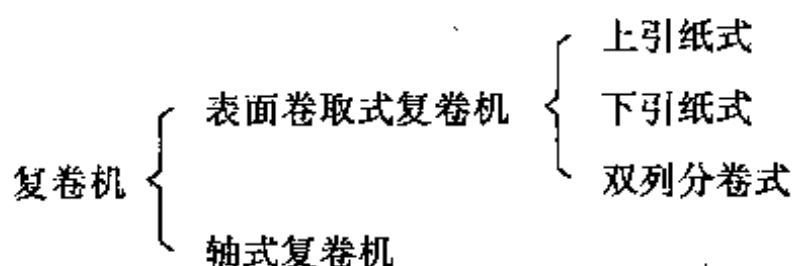 上引纸式
表面卷取式复卷机
下引纸式
复卷机
双列分卷式
轴式复卷机